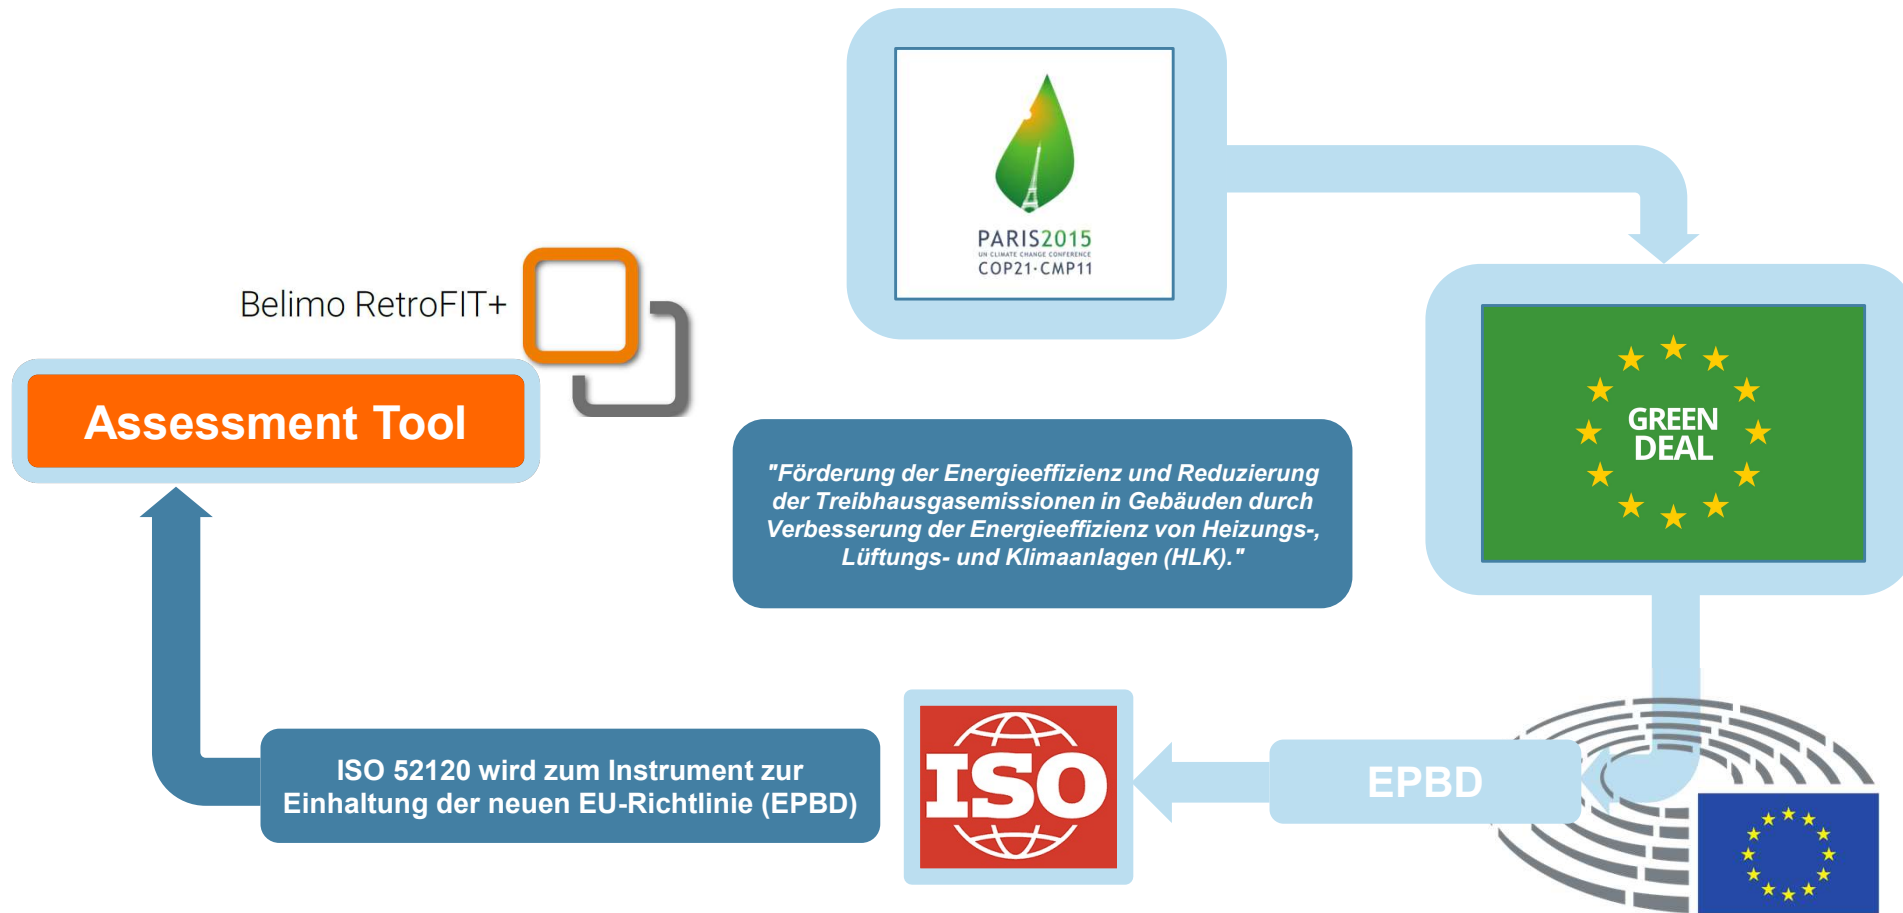 PARIS2015
UN CLIMATE CHANGE CONFERENCE
COP21·CMP11
GREEN
DEAL
Belimo RetroFIT+
Assessment Tool
"Förderung der Energieeffizienz und Reduzierung
der Treibhausgasemissionen in Gebäuden durch
Verbesserung der Energieeffizienz von Heizungs-,
Lüftungs- und Klimaanlagen (HLK)."
EPBD
ISO
ISO 52120 wird zum Instrument zur
Einhaltung der neuen EU-Richtlinie (EPBD)